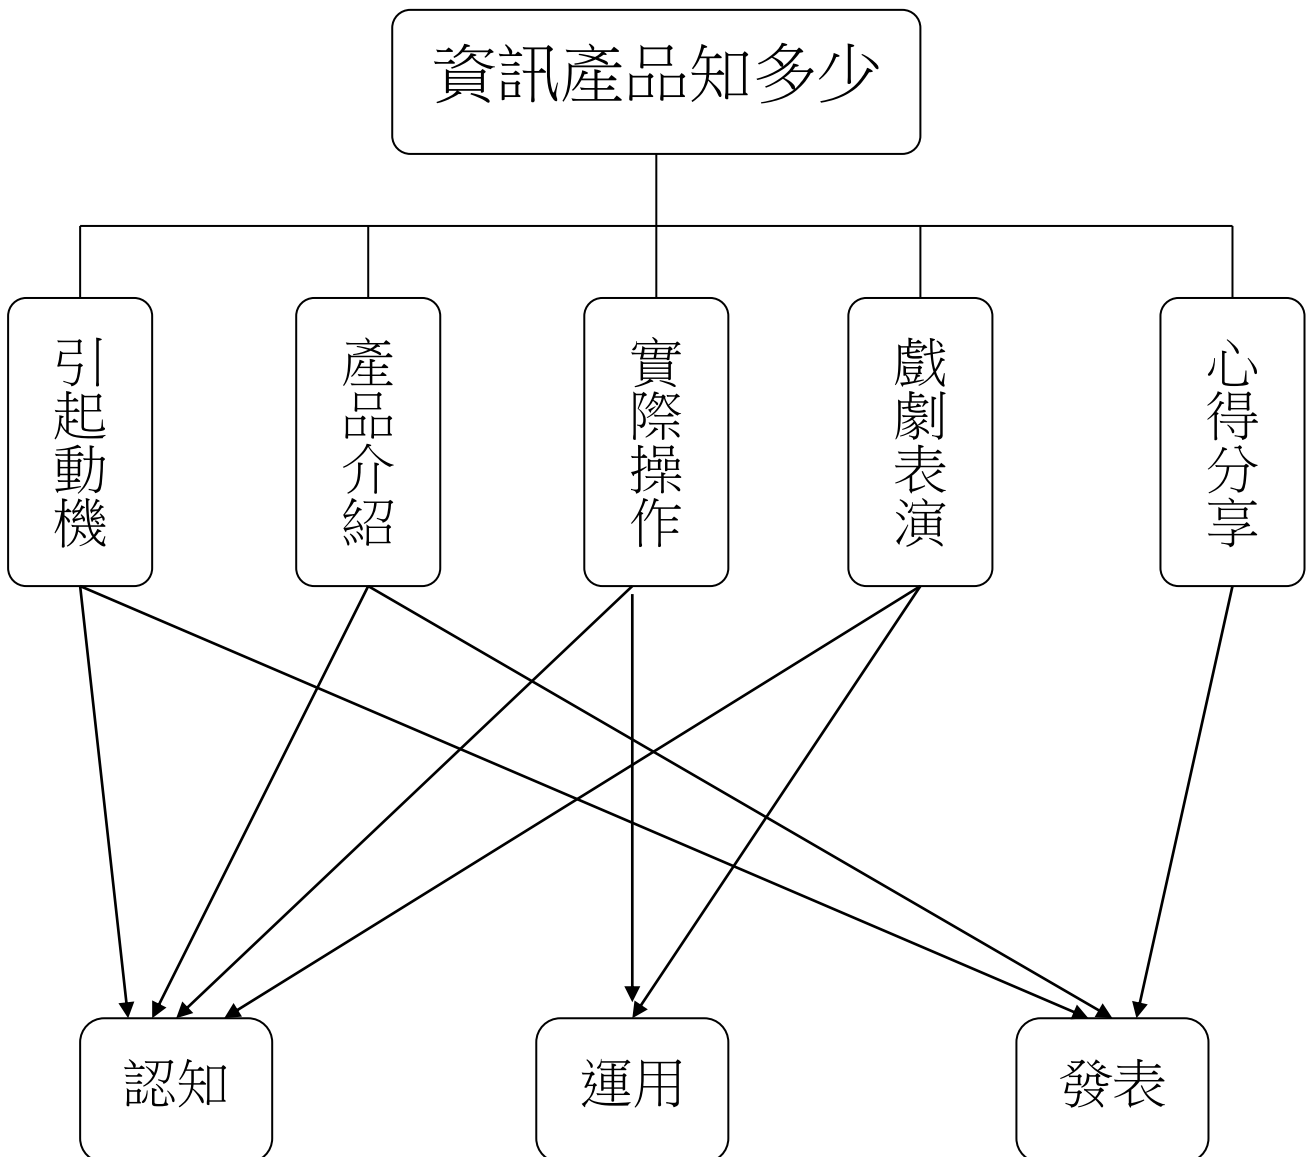 資訊產品知多少
引起動機
產品介紹
實際操作
戲劇表演
心得分享
認知
運用
發表